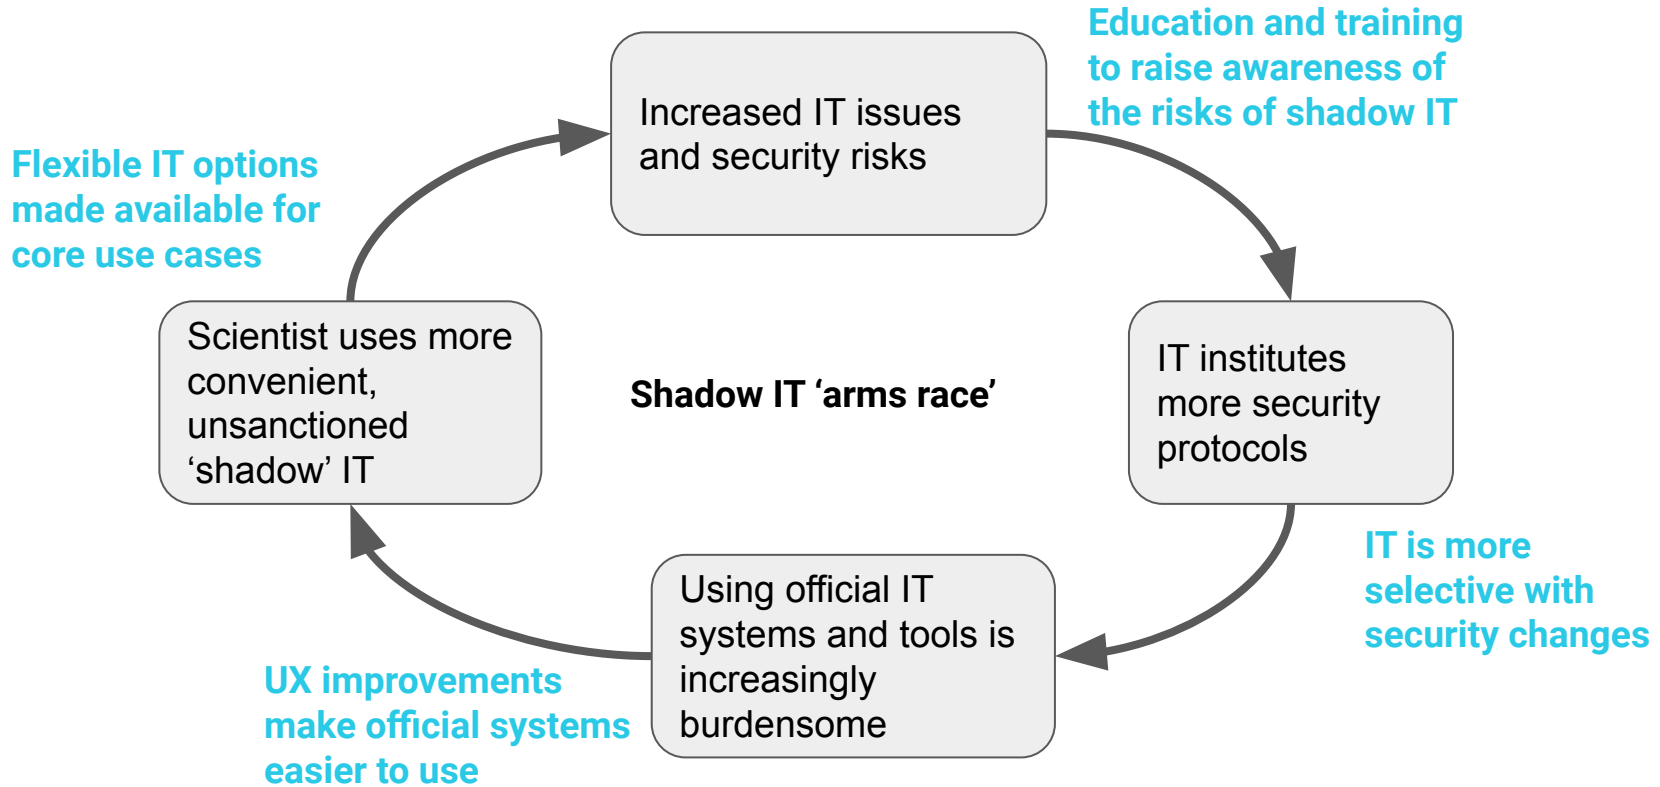 Education and training
to raise awareness of
the risks of shadow IT
Increased IT issues
and security risks
Flexible IT options
made available for
core use cases
Scientist uses more
convenient,
unsanctioned
‘shadow’ IT
Shadow IT ‘arms race’
IT institutes
more security
protocols
IT is more
selective with
security changes
Using official IT
systems and tools is
increasingly
burdensome
UX improvements
make official systems
easier to use